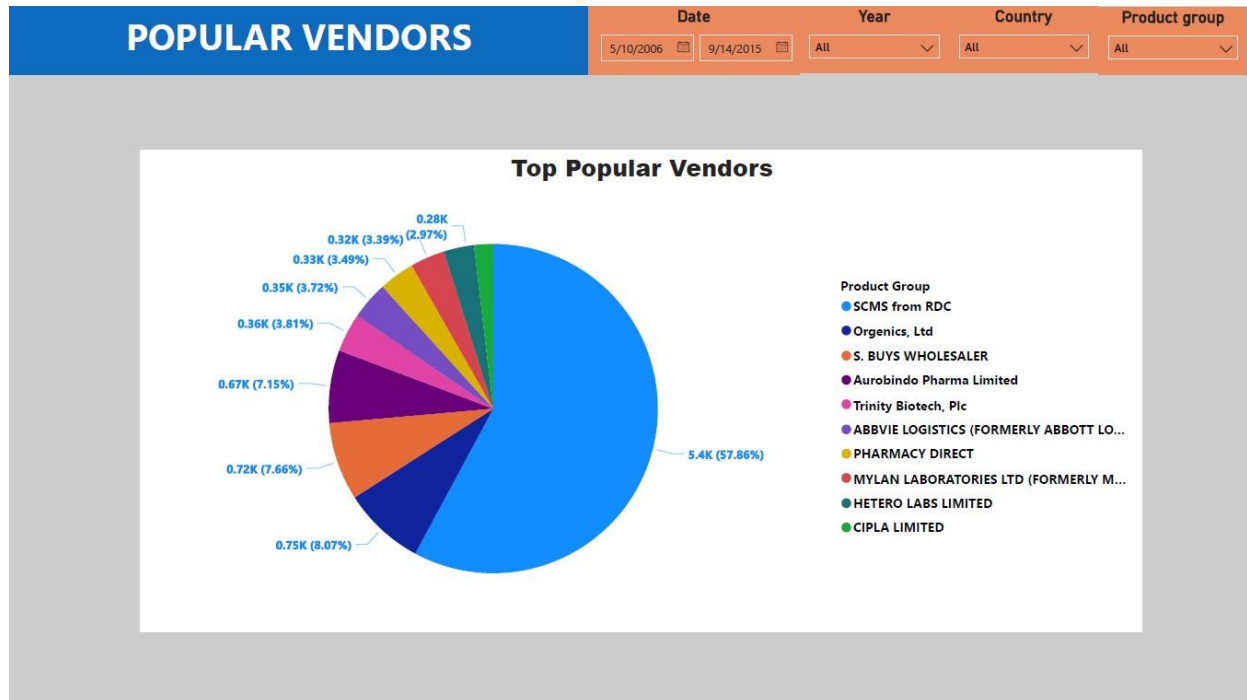 POPULAR VENDORS
Date
Year
Country
Product group
5/10/2006
9/14/2015
All
All
All
Top Popular Vendors
0.28K
(2.97%)
0.32K (3.39%)
0.33K (3.49%)
0.35K (3.72%)
0.36K (3.81%)
0.67K (7.15%)
0.72K (7.66%)
0.75K (8.07%)
5.4K (57.86%)
Product Group
SCMS from RDC
Orgenics, Ltd
S. BUYS WHOLESALER
Aurobindo Pharma Limited
Trinity Biotech, Plc
ABBVIE LOGISTICS (FORMERLY ABBOTT LO...
PHARMACY DIRECT
MYLAN LABORATORIES LTD (FORMERLY M...
HETERO LABS LIMITED
CIPLA LIMITED